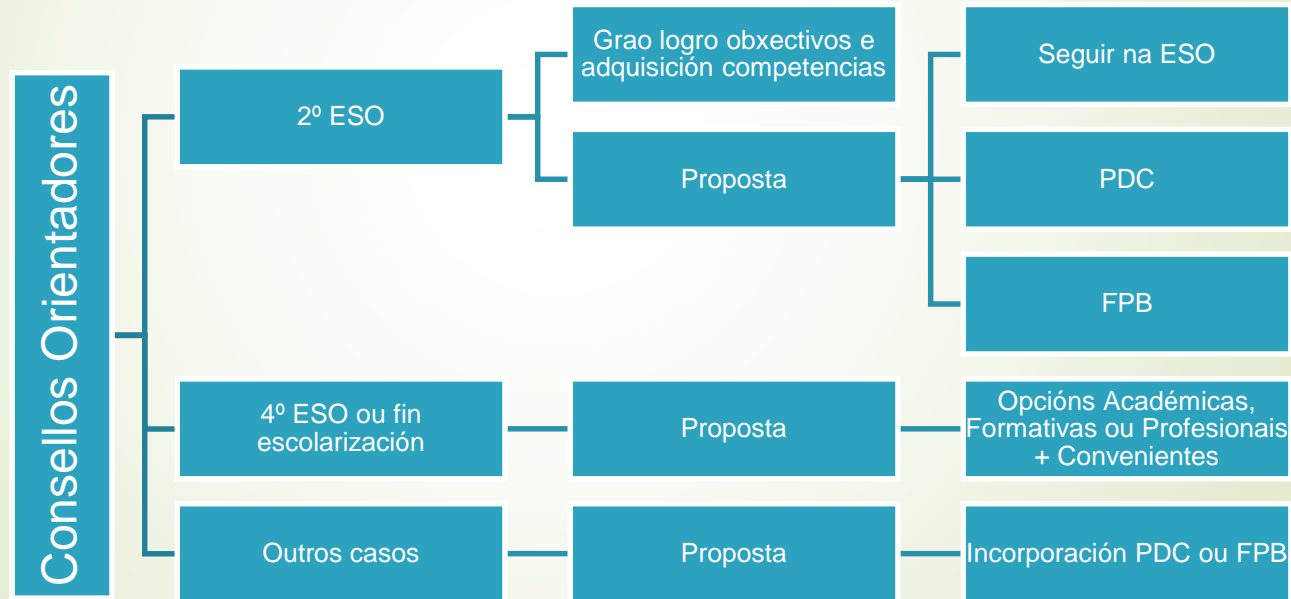 Consellos Orientadores
2º ESO
Grao logro obxectivos e
adquisición competencias
Proposta
Seguir na ESO
PDC
FPB
4º ESO ou fin
escolarización
Proposta
Opcións Académicas,
Formativas ou Profesionais
+ Convenientes
Outros casos
Proposta
Incorporación PDC ou FPB